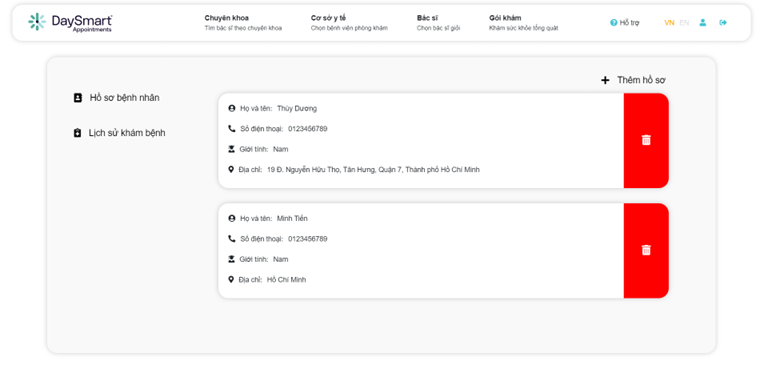 DaySmart
Appointments
Chuyên khoa
Tìm bác sĩ theo chuyên khoa
Cơ sở y tế
Chọn bệnh viên phòng khám
Bác sĩ
Chọn bác sĩ giỏi
Gói khám
Khám sức khỏe tổng quát
Hỗ trợ
VN EN
Hồ sơ bệnh nhân
Lịch sử khám bệnh
Thêm hồ sơ
Họ và tên: Thùy Dương
Số điện thoại: 0123456789
Giới tính: Nam
Địa chỉ: 19 Đ. Nguyễn Hữu Thọ, Tân Hưng, Quận 7, Thành phố Hồ Chí Minh
Họ và tên: Minh Tiến
Số điện thoại: 0123456789
Giới tính: Nam
Địa chỉ: Hồ Chí Minh